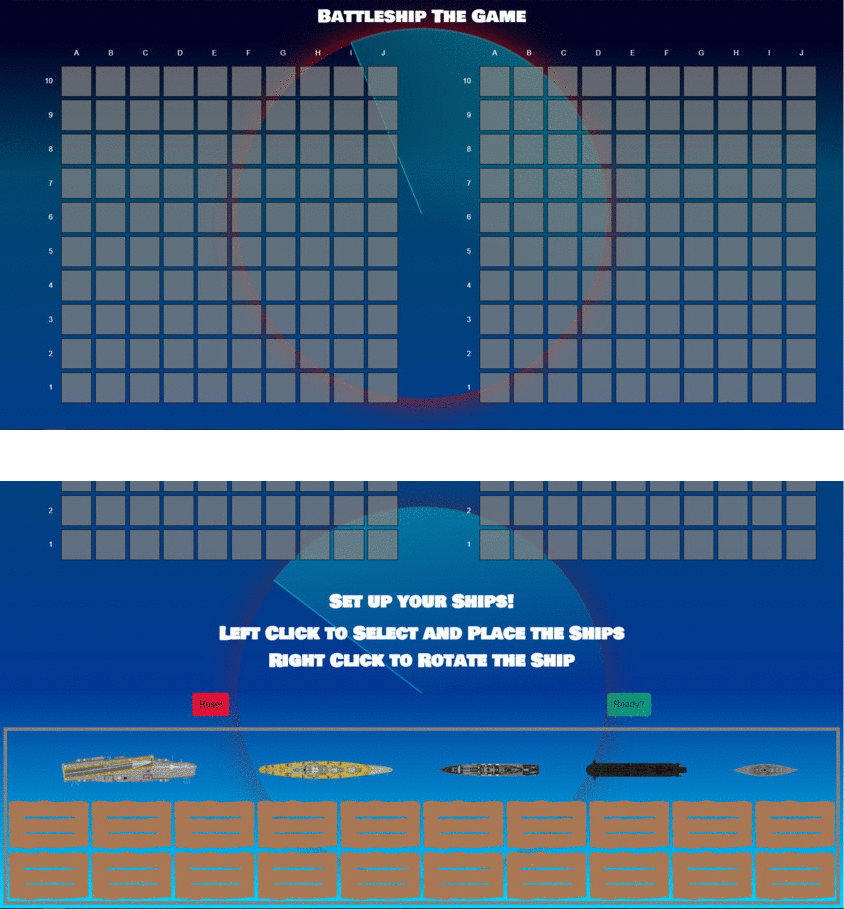 Battleship The Game
A B C D E F G H I J A B C D E F G H I J
10 10
9 9
8 8
7 7
6 6
5 5
4 4
3 3
2 2
1 1
2 2
1 1
Set up your Ships!
Left Click to Select and Place the Ships
Right Click to Rotate the Ship
Reset Ready?